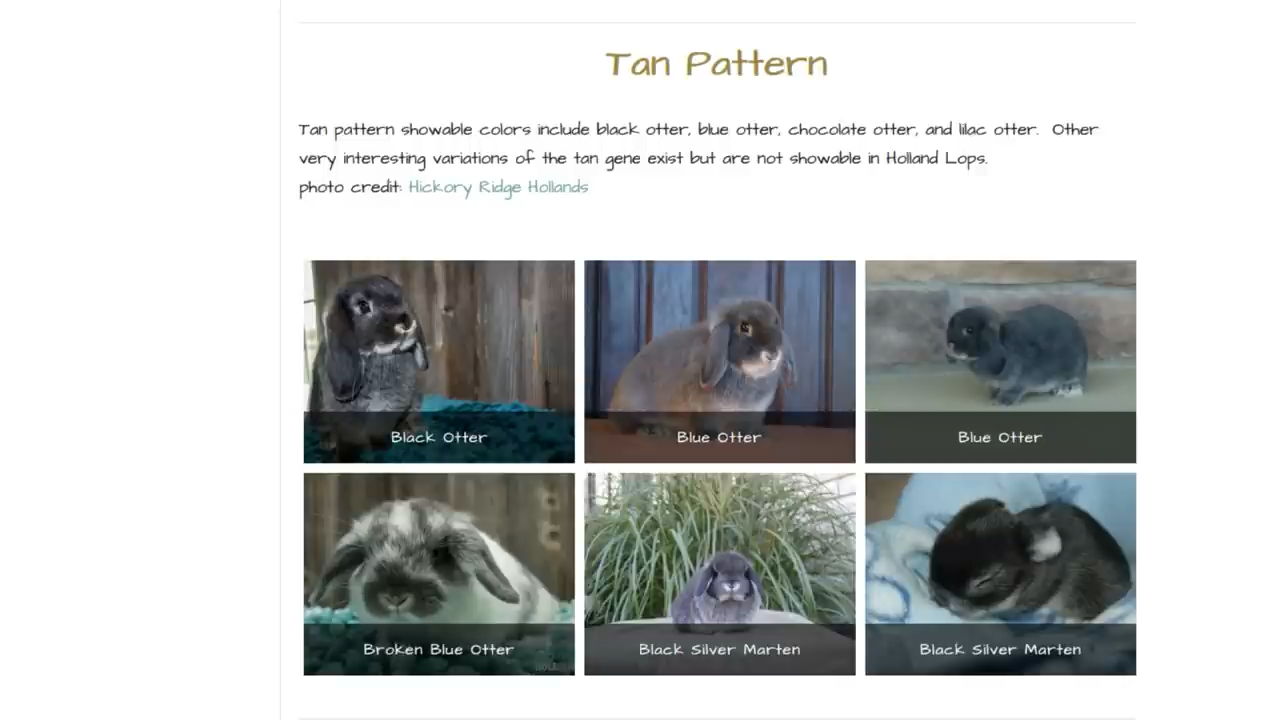 Tan Pattern
Tan pattern showable colors include black otter, blue otter, chocolate otter, and lilac otter.  Other
very interesting variations of the tan gene exist but are not showable in Holland Lops.
photo credit: Hickory Ridge Hollands
Black Otter
Blue Otter
Blue Otter
Broken Blue Otter
Black Silver Marten
Black Silver Marten